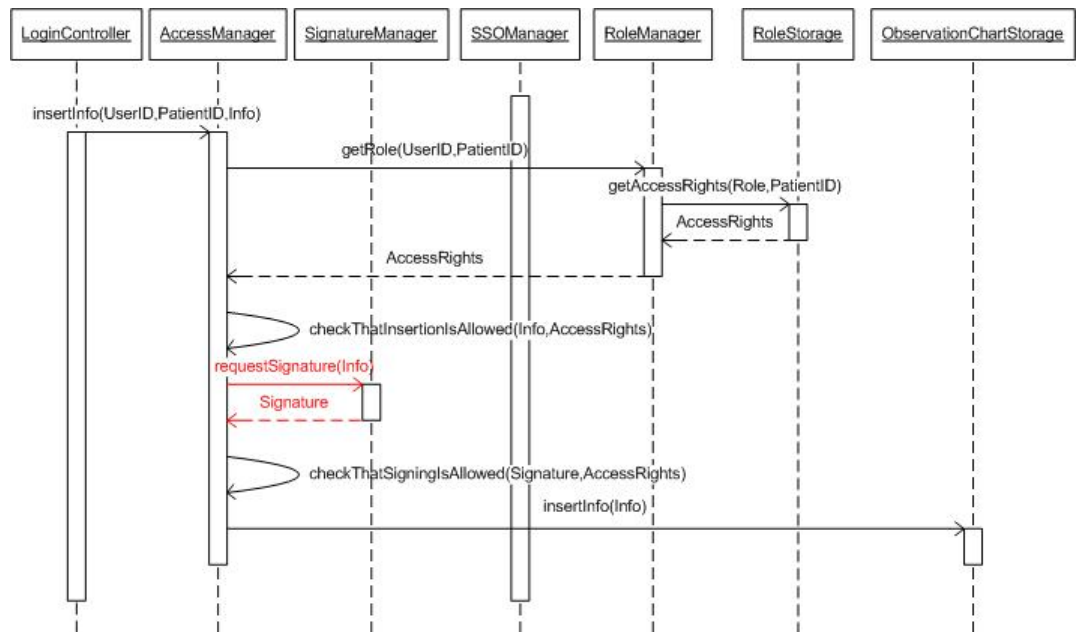 LoginController
AccessManager
SignatureManager
SSOManager
RoleManager
RoleStorage
ObservationChartStorage
insertInfo(UserID,PatientID,Info)
getRole(UserID,PatientID)
getAccessRights(Role,PatientID)
AccessRights
AccessRights
checkThatInsertionIsAllowed(Info,AccessRights)
requestSignature(Info)
Signature
checkThatSigningIsAllowed(Signature,AccessRights)
insertInfo(Info)